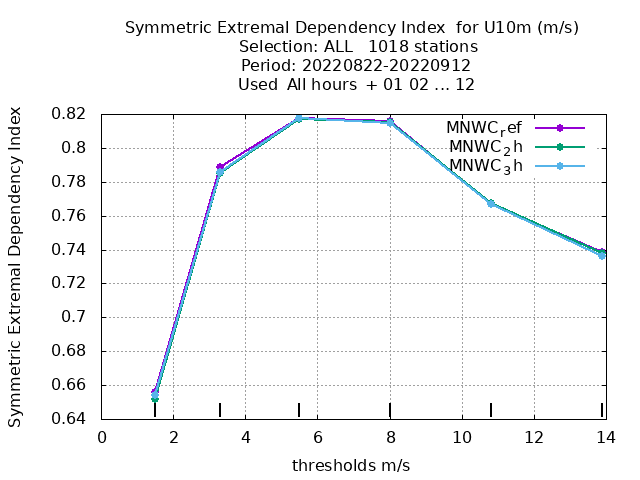 Symmetric Extremal Dependency Index  for U10m (m/s)
Selection: ALL   1018 stations
Period: 20220822-20220912
Used  All hours  + 01 02 ... 12
Symmetric Extremal Dependency Index
0.82
0.8
0.78
0.76
0.74
0.72
0.7
0.68
0.66
0.64
MNWC_ref
MNWC_2h
MNWC_3h
0 2 4 6 8 10 12 14
thresholds m/s